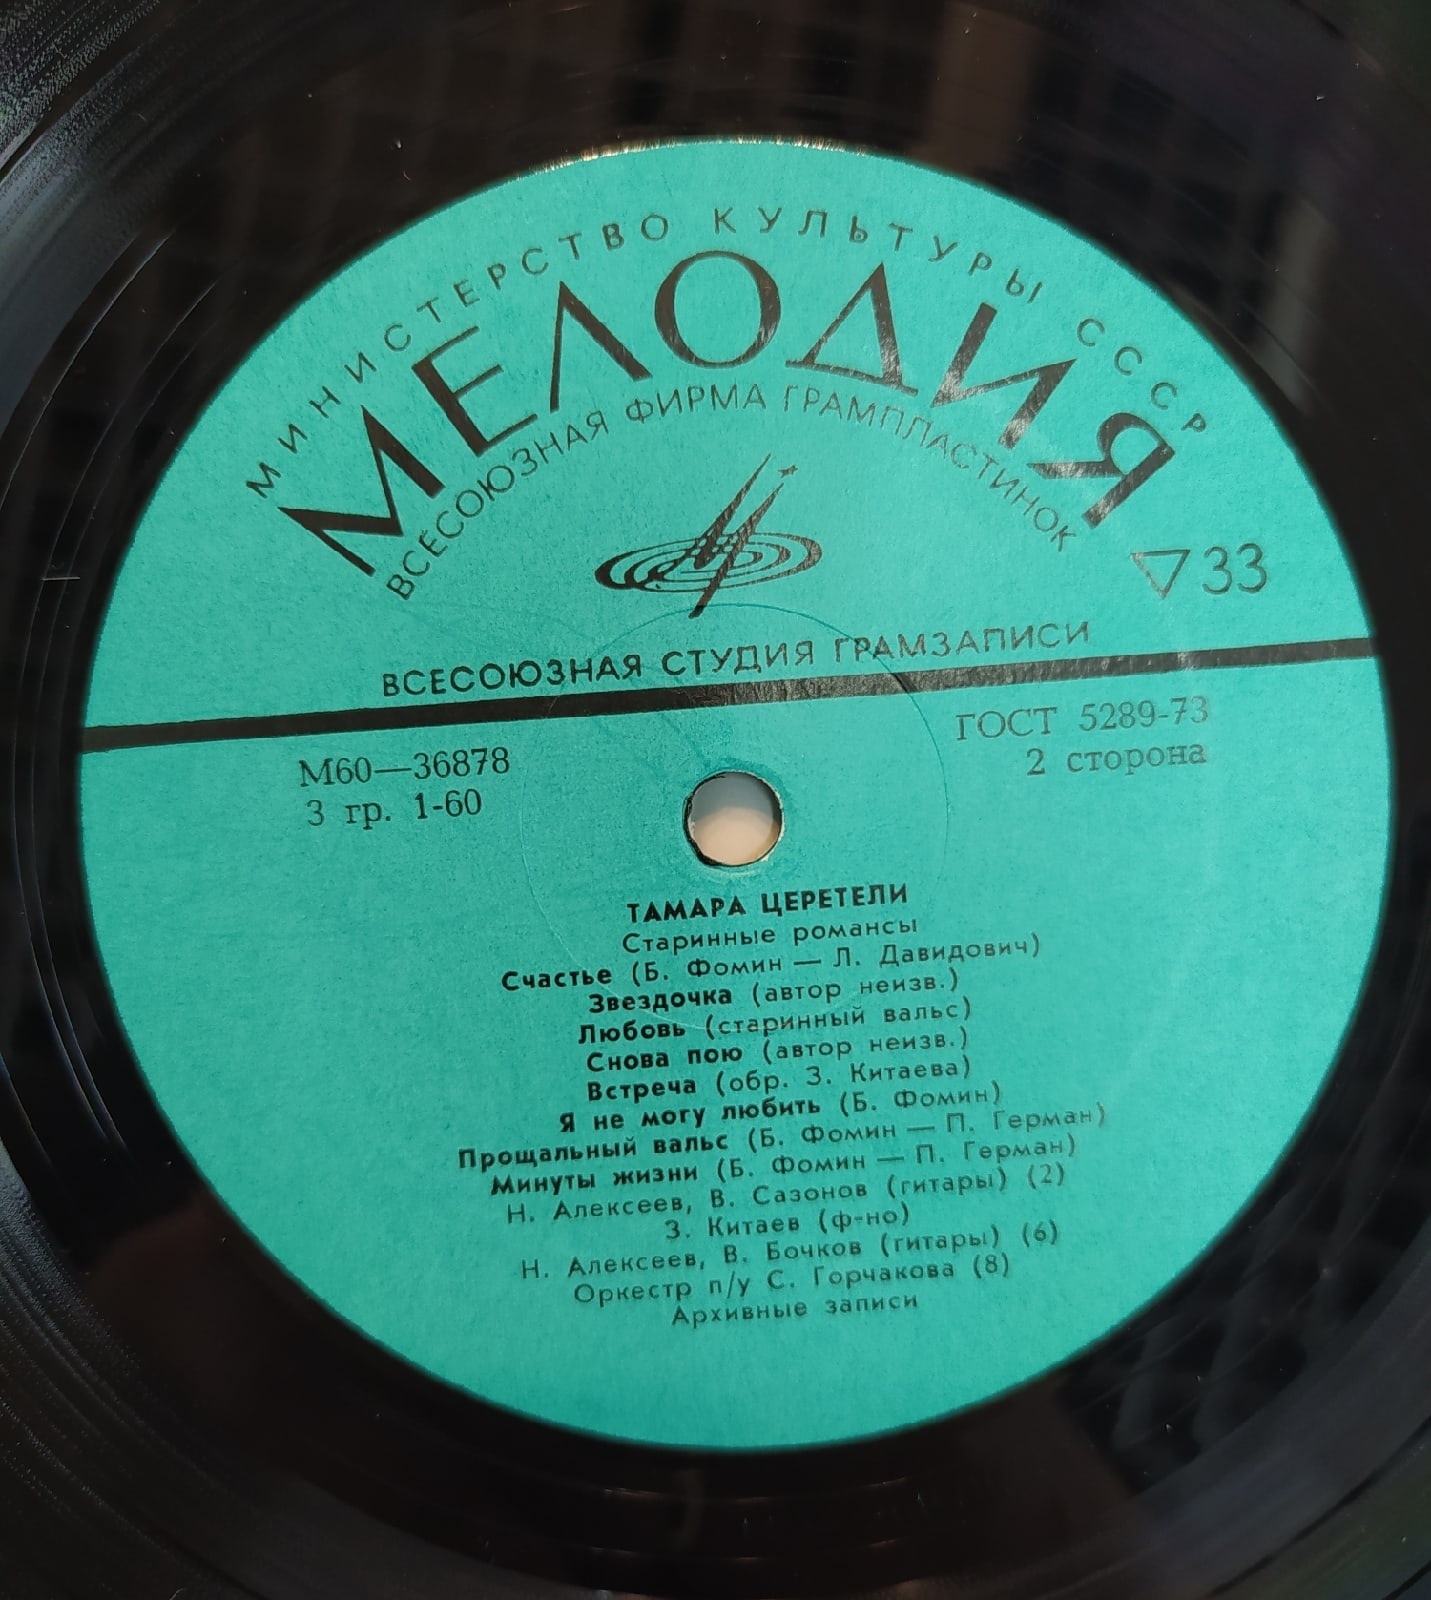 МИНИСТЕРСТВО КУЛЬТУРЫ СССР
МЕЛОДИЯ
ВСЕСОЮЗНАЯ ФИРМА ГРАМПЛАСТИНОК
▽33
ВСЕСОЮЗНАЯ СТУДИЯ ГРАМЗАПИСИ
М60—36878
3 гр. 1-60
ГОСТ 5289-73
2 сторона
ТАМАРА ЦЕРЕТЕЛИ
Старинные романсы
Счастье (Б. Фомин — Л. Давидович)
Звездочка (автор неизв.)
Любовь (старинный вальс)
Снова пою (автор неизв.)
Встреча (обр. З. Китаева)
Я не могу любить (Б. Фомин)
Прощальный вальс (Б. Фомин — П. Герман)
Минуты жизни (Б. Фомин — П. Герман)
Н. Алексеев, В. Сазонов (гитары) (2)
З. Китаев (ф-но)
Н. Алексеев, В. Бочков (гитары) (6)
Оркестр п/у С. Горчакова (8)
Архивные записи